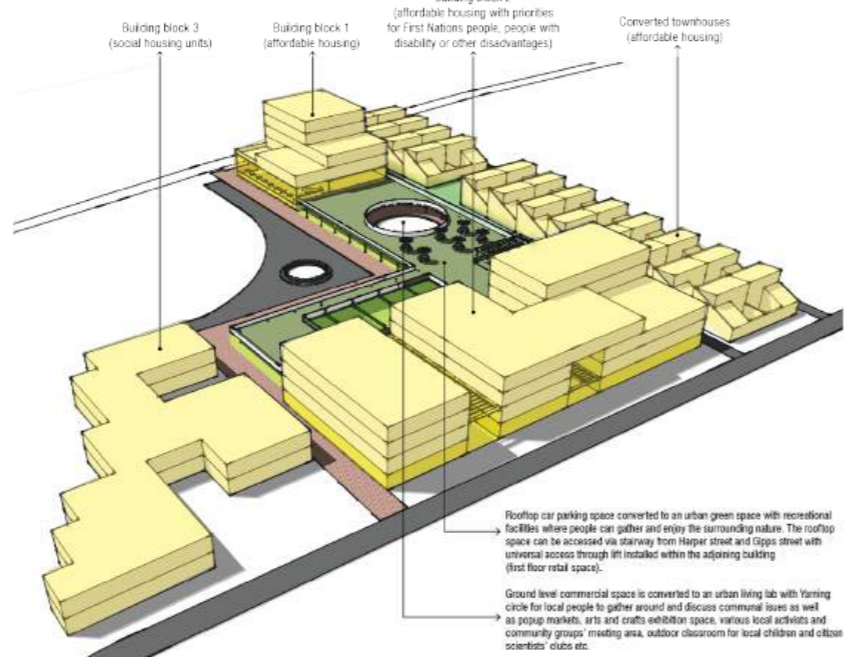 Building block 3
(social housing units)
Building block 1
(affordable housing)
(affordable housing with priorities
for First Nations people, people with
disability or other disadvantages)
Converted townhouses
(affordable housing)
Rooftop car parking space converted to an urban green space with recreational
facilities where people can gather and enjoy the surrounding nature. The rooftop
space can be accessed via stairway from Harper street and Gipps street with
universal access through lift installed within the adjoining building
(first floor retail space).
Ground level commercial space is converted to an urban living lab with Yarning
circle for local people to gather around and discuss communal isues as well
as popup markets, arts and crafts exhibition space, various local activists and
community groups' meeting area, outdoor classroom for local children and citizen
scientists' clubs etc.